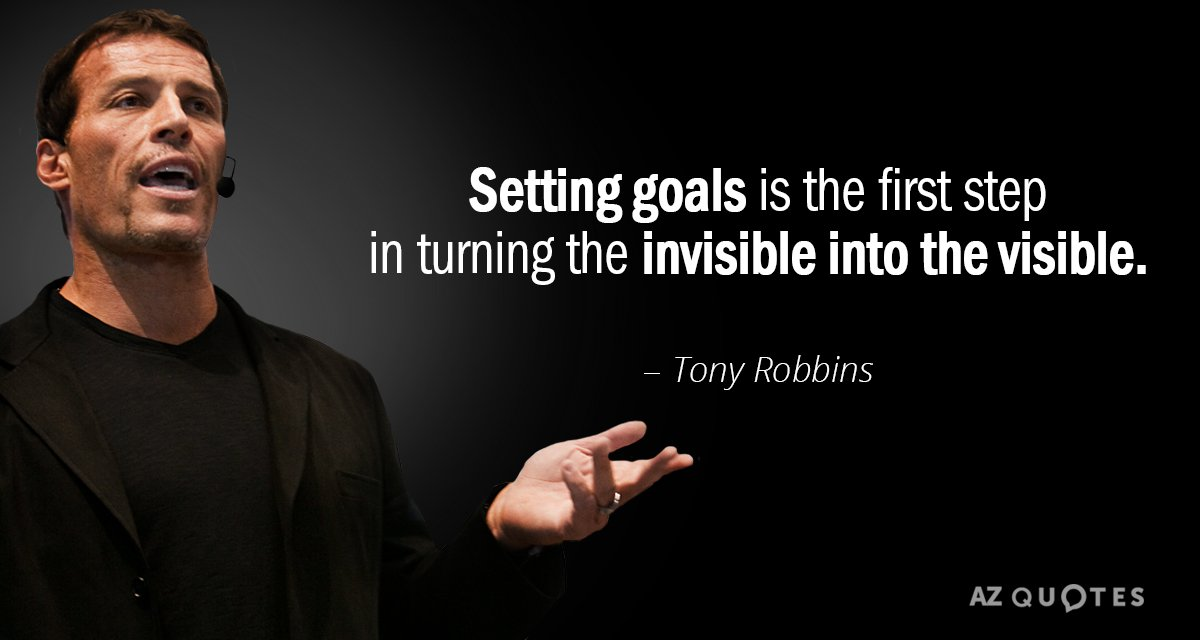 Setting goals is the first step
in turning the invisible into the visible.
– Tony Robbins
AZ QUOTES